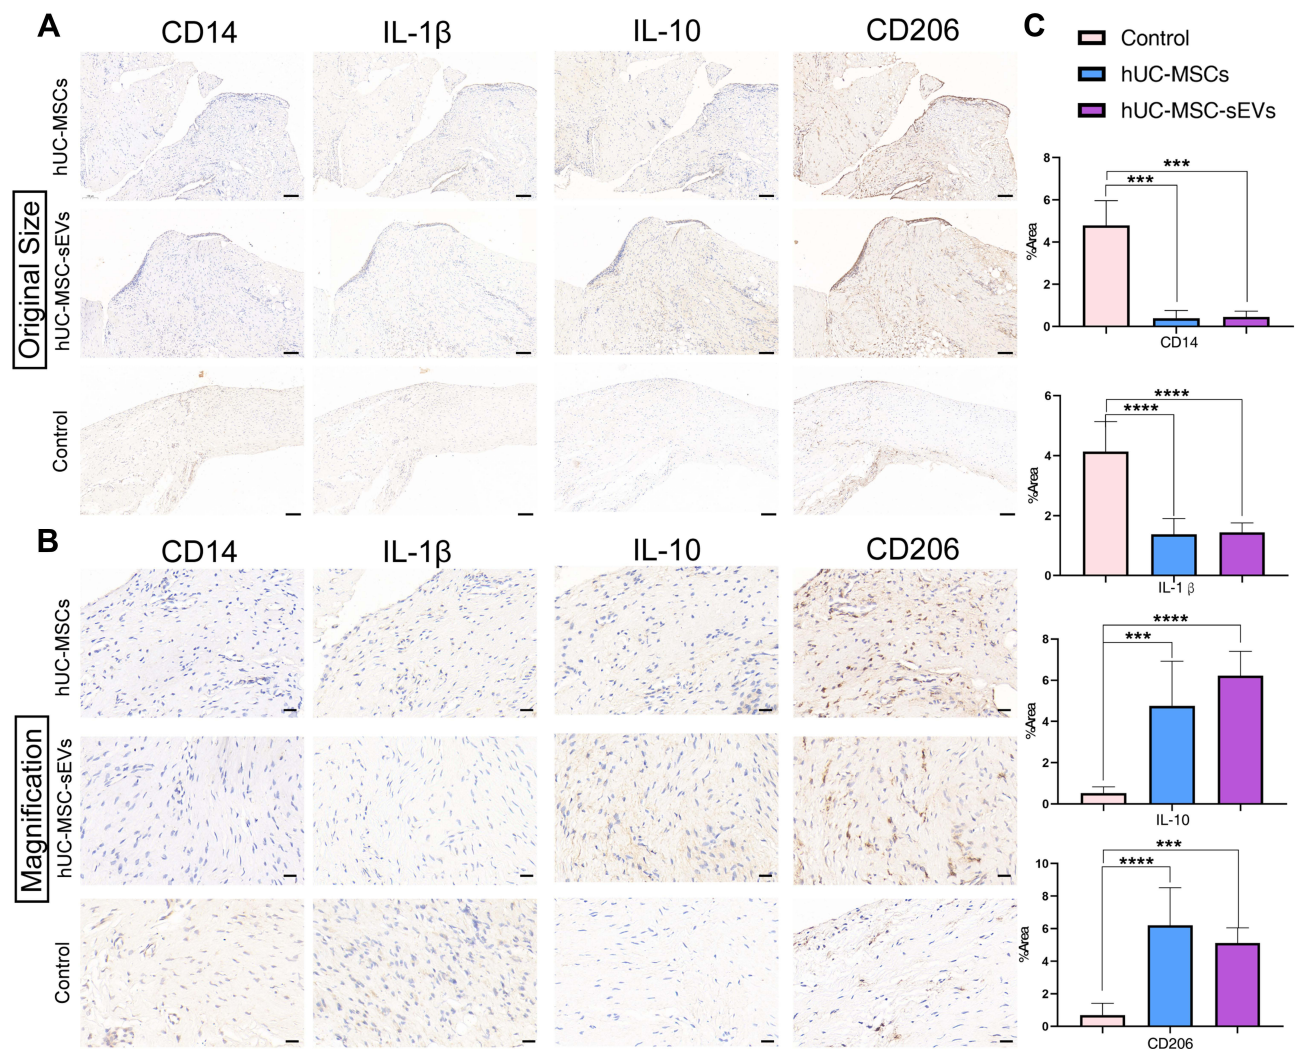 A
CD14 IL-1β IL-10 CD206
Original Size
hUC-MSCs
hUC-MSC-sEVs
Control
B
CD14 IL-1β IL-10 CD206
Magnification
hUC-MSCs
hUC-MSC-sEVs
Control
C
Control
hUC-MSCs
hUC-MSC-sEVs
8
6
4
2
0
%Area
***
***
CD14
6
4
2
0
%Area
****
****
IL-1 β
8
6
4
2
0
%Area
****
***
IL-10
10
8
6
4
2
0
%Area
***
****
CD206